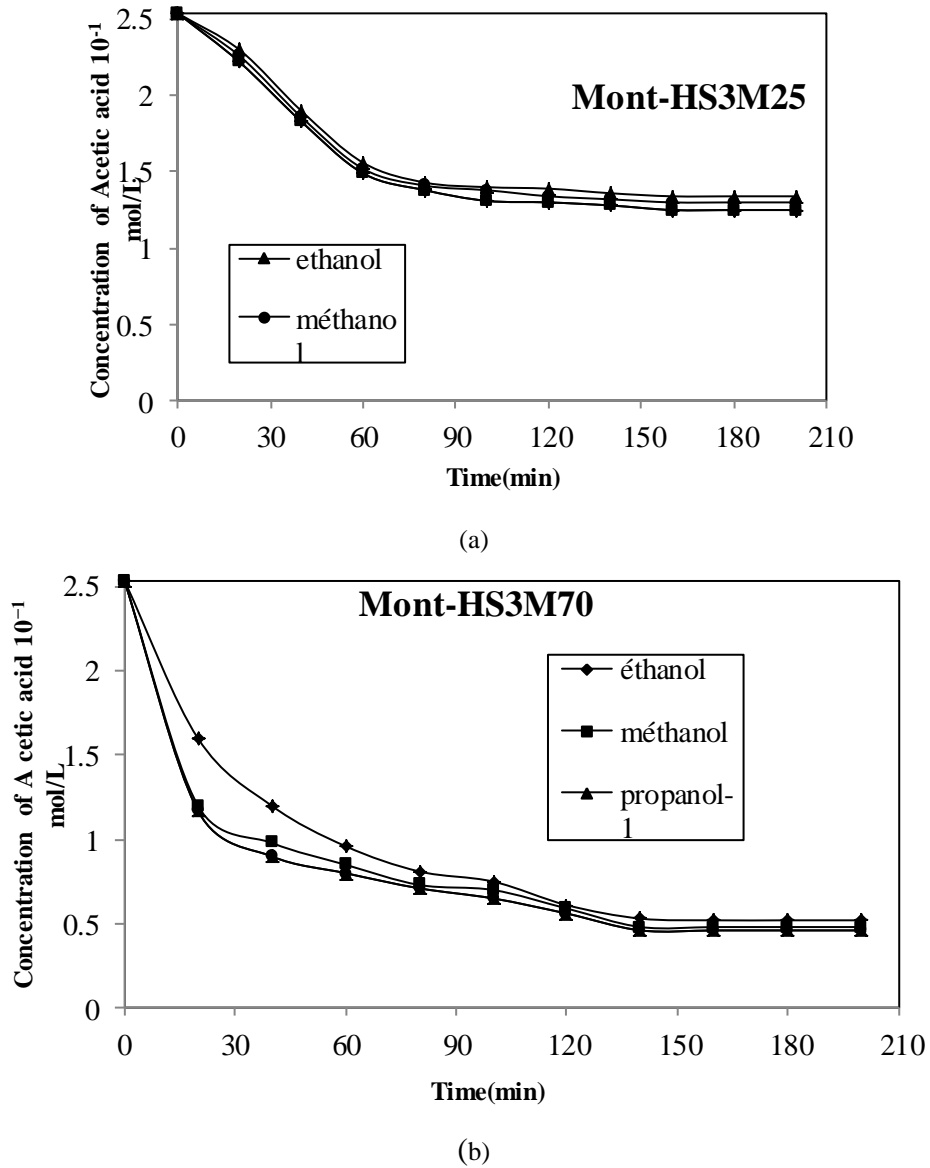 Mont-HS3M25
Concentration of Acetic acid 10-1
mol/L
2.5
2
1.5
1
0.5
0
ethanol
méthano
l
0 30 60 90 120 150 180 210
Time(min)
(a)
Mont-HS3M70
Concentration of A cetic acid 10−1
mol/L
2.5
2
1.5
1
0.5
0
éthanol
méthanol
propanol-
1
0 30 60 90 120 150 180 210
Time(min)
(b)